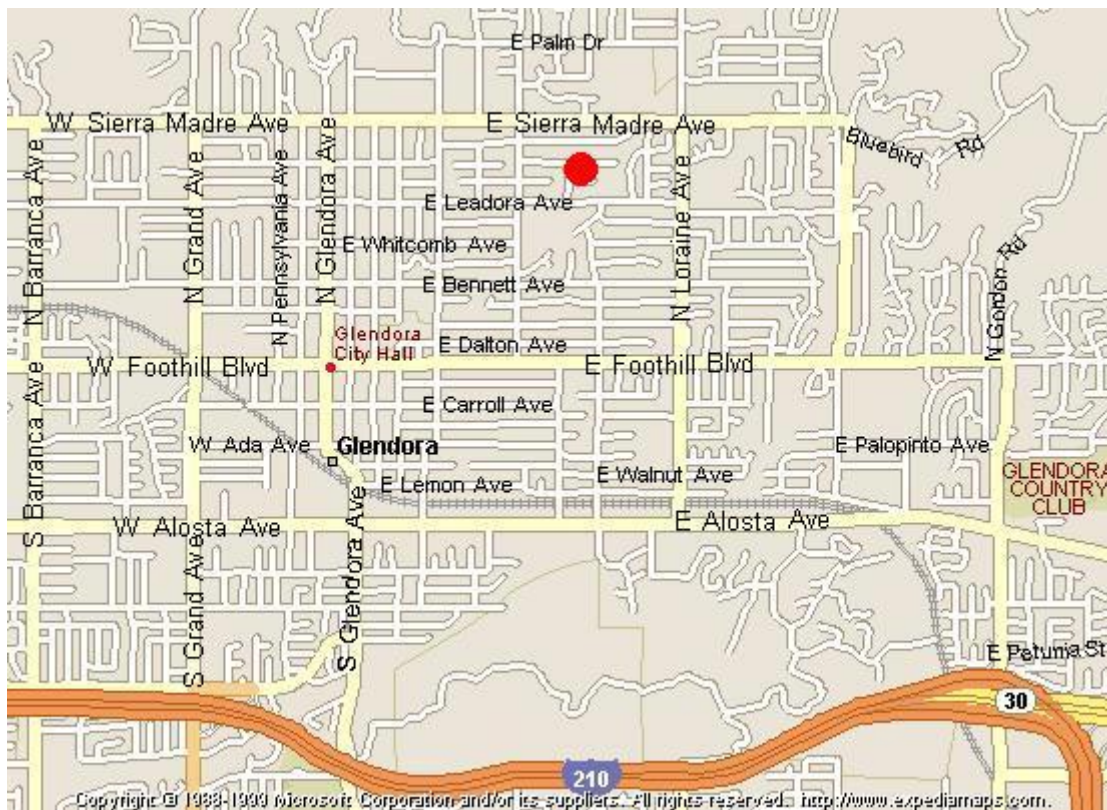 E Palm Dr
W Sierra Madre Ave
E Sierra Madre Ave
Bluebird Rd
N Barranca Ave
N Grand Ave
N Pennsylvania Ave
N Glendora Ave
E Leadora Ave
N Loraine Ave
E Whitcomb Ave
N Gordon Rd
E Bennett Ave
Glendora
City Hall
E Dalton Ave
W Foothill Blvd
E Foothill Blvd
E Carroll Ave
S Barranca Ave
W Ada Ave
Glendora
E Palopinto Ave
E Walnut Ave
E Lemon Ave
GLENDORA
COUNTRY
CLUB
W Alosta Ave
E Alosta Ave
S Grand Ave
S Glendora Ave
E Petunia St
30
210
Copyright © 1988-1999 Microsoft Corporation and/or its suppliers. All rights reserved. http://www.expediamaps.com